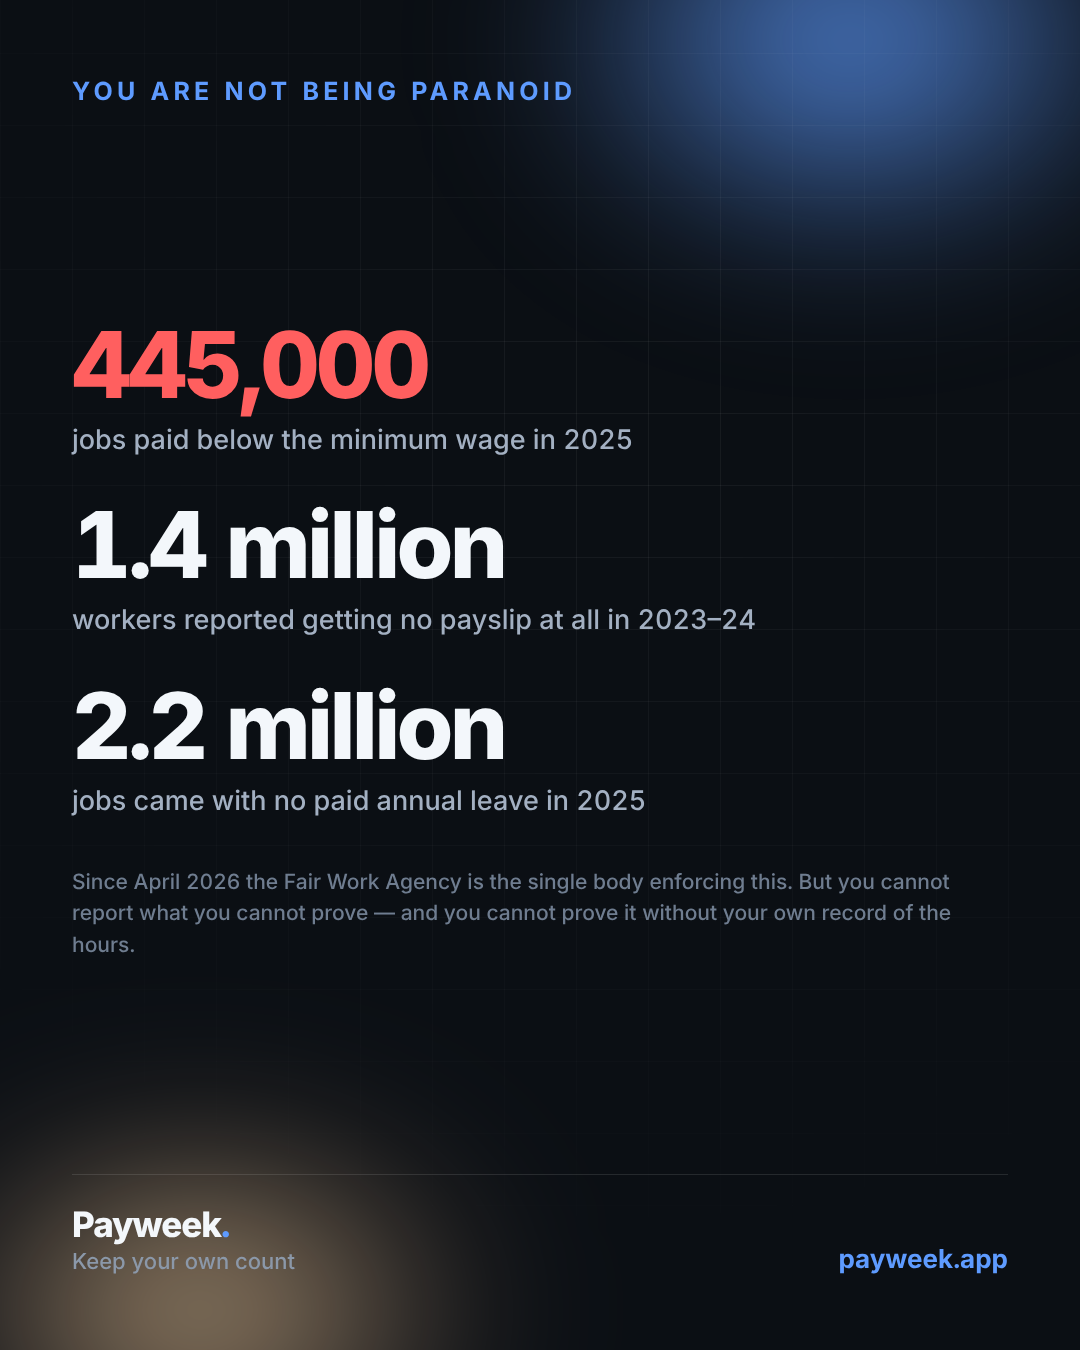 YOU ARE NOT BEING PARANOID
445,000
jobs paid below the minimum wage in 2025
1.4 million
workers reported getting no payslip at all in 2023–24
2.2 million
jobs came with no paid annual leave in 2025
Since April 2026 the Fair Work Agency is the single body enforcing this. But you cannot
report what you cannot prove — and you cannot prove it without your own record of the
hours.
Payweek.
Keep your own count
payweek.app